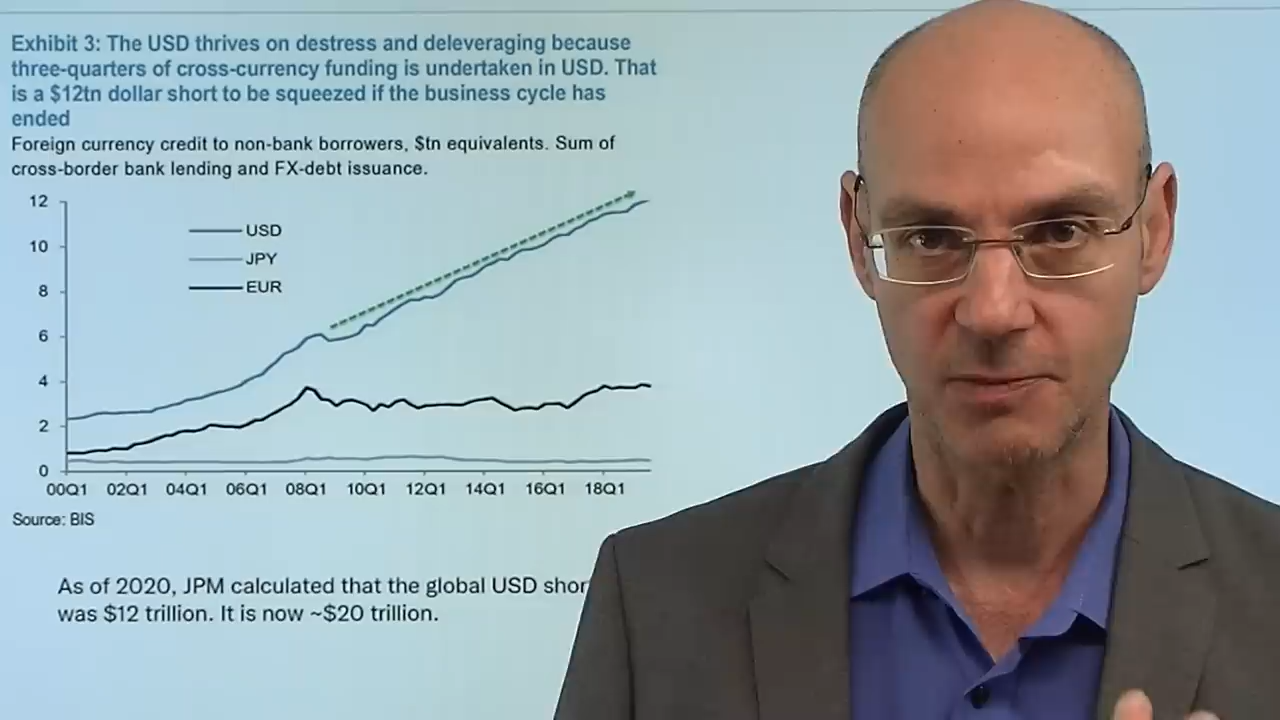 Exhibit 3: The USD thrives on destress and deleveraging because
three-quarters of cross-currency funding is undertaken in USD. That
is a $12tn dollar short to be squeezed if the business cycle has
ended
Foreign currency credit to non-bank borrowers, $tn equivalents. Sum of
cross-border bank lending and FX-debt issuance.
12
10
8
6
4
2
0
USD
JPY
EUR
00Q1 02Q1 04Q1 06Q1 08Q1 10Q1 12Q1 14Q1 16Q1 18Q1
Source: BIS
As of 2020, JPM calculated that the global USD shor
was $12 trillion. It is now ~$20 trillion.